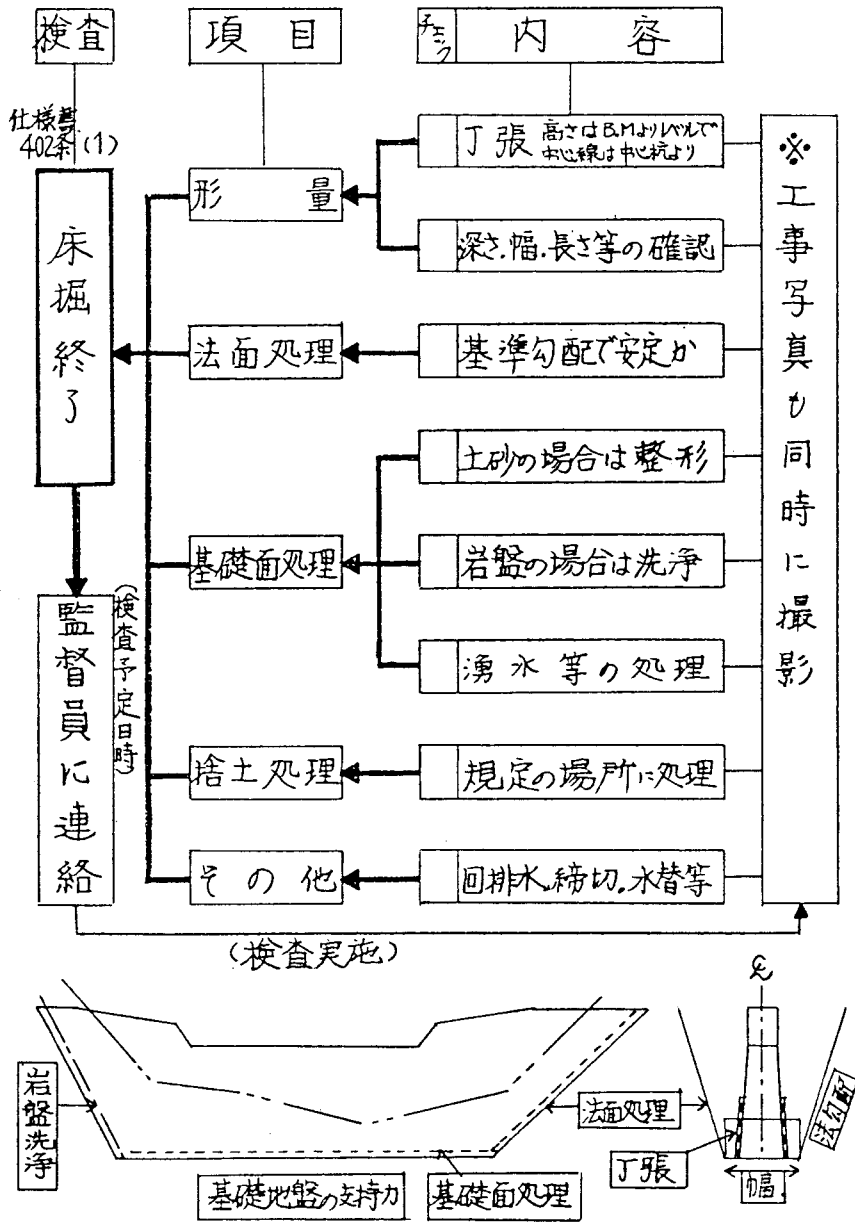 検査
項目
チェック
内容
仕様書
402条(1)
床掘終了
監督員に連絡
(検査予定日時)
形量
法面処理
基礎面処理
捨土処理
その他
丁張 高さはB.Mよりレベルで
中心線は中心杭より
深さ.幅.長さ等の確認
基準勾配で安定か
土砂の場合は整形
岩盤の場合は洗浄
湧水等の処理
規定の場所に処理
回排水.締切.水替等
※工事写真も同時に撮影
(検査実施)
岩盤洗浄
基礎地盤の支持力
基礎面処理
法面処理
丁張
幅.
法勾配
℄